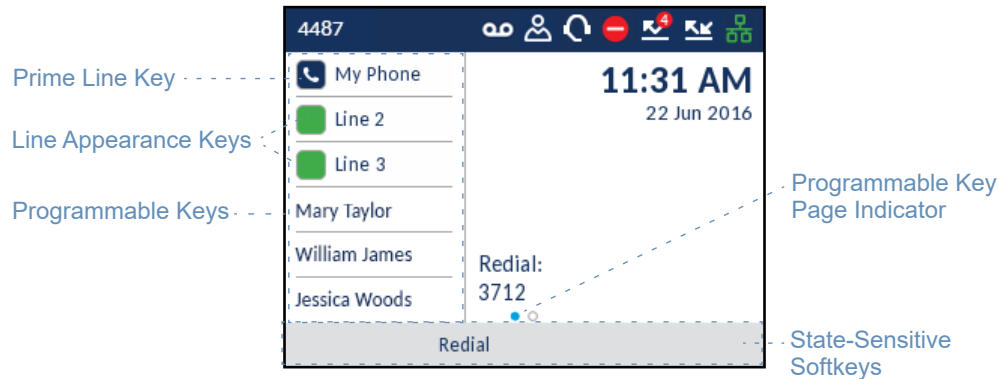 4487
4
Prime Line Key
My Phone
11:31 AM
22 Jun 2016
Line Appearance Keys
Line 2
Line 3
Programmable Keys
Mary Taylor
William James
Jessica Woods
Redial:
3712
Programmable Key
Page Indicator
Redial
State-Sensitive
Softkeys